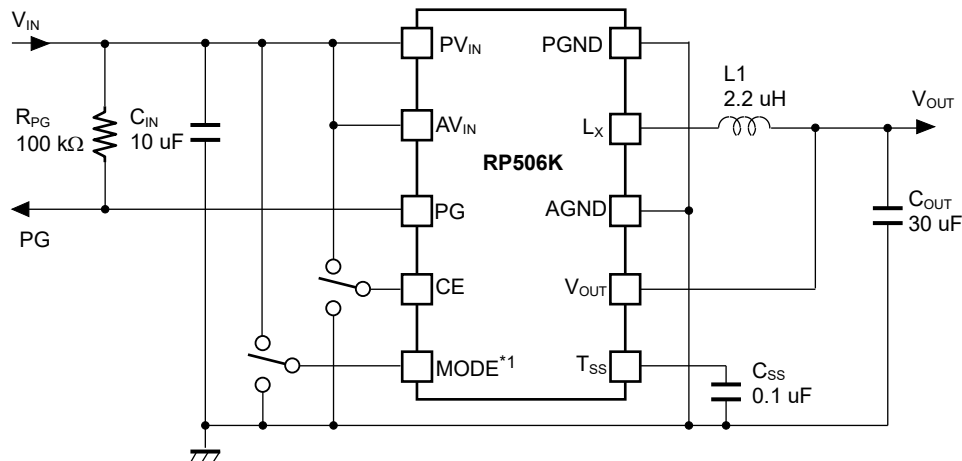 VIN
RPG
100 kΩ
CIN
10 uF
PG
PVIN
AVIN
PG
CE
MODE*1
RP506K
PGND
LX
AGND
VOUT
TSS
L1
2.2 uH
VOUT
COUT
30 uF
CSS
0.1 uF